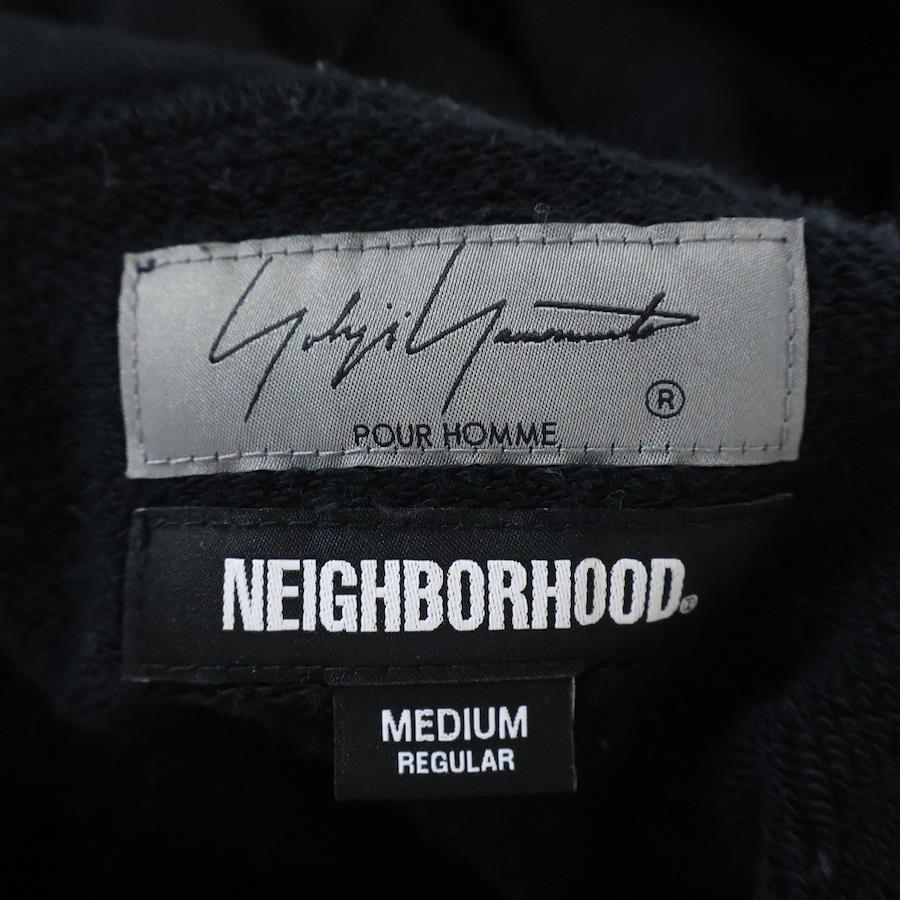 Yohji Yamamoto
®
POUR HOMME
NEIGHBORHOOD®
MEDIUM
REGULAR